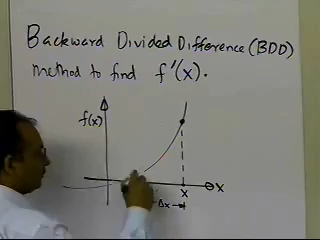 Backward Divided Difference (BDD)
method to find f'(x).
f(x)
x
x
Δx